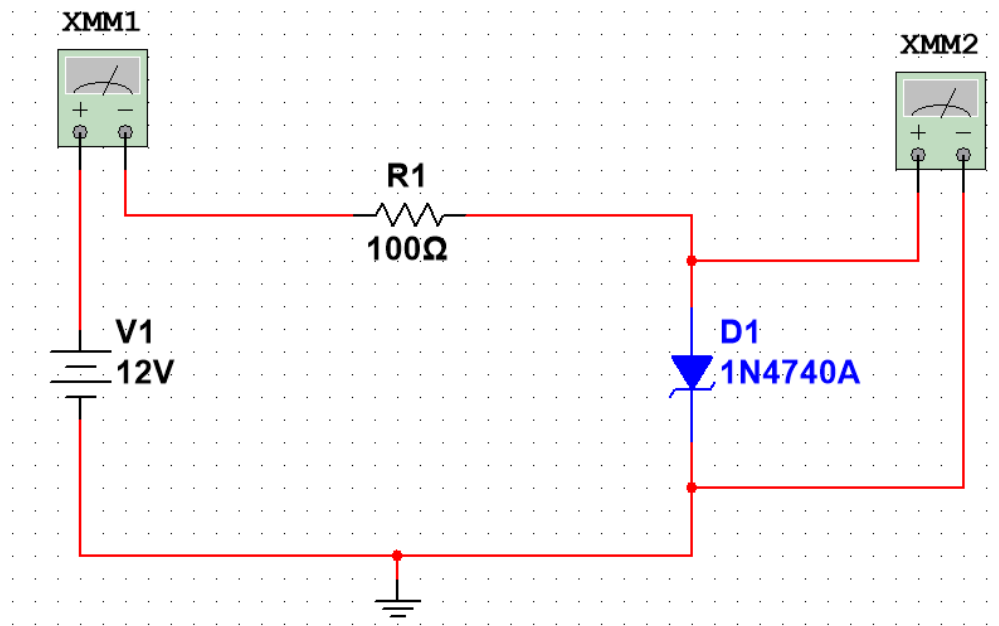 XMM1
XMM2
+ −
+ −
R1
100Ω
V1
12V
D1
1N4740A